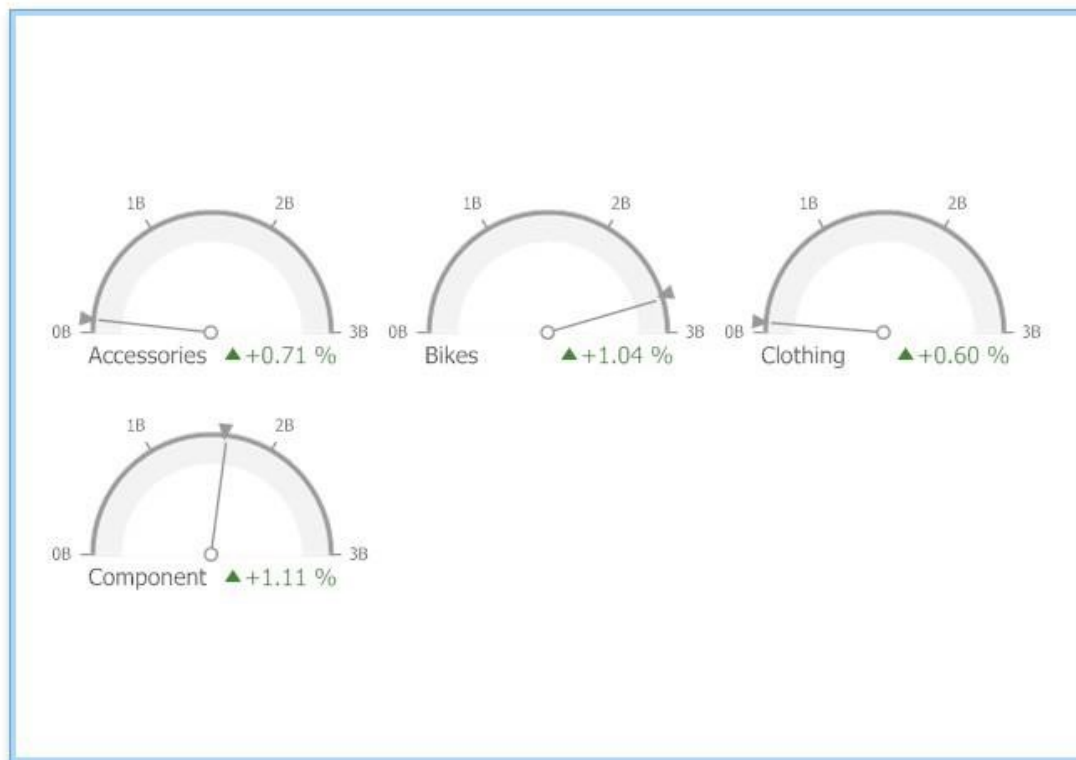 1B 2B 1B 2B 1B 2B
0B 3B 0B 3B 0B 3B
Accessories ▲+0.71 % Bikes ▲+1.04 % Clothing ▲+0.60 %
1B 2B
0B 3B
Component ▲+1.11 %